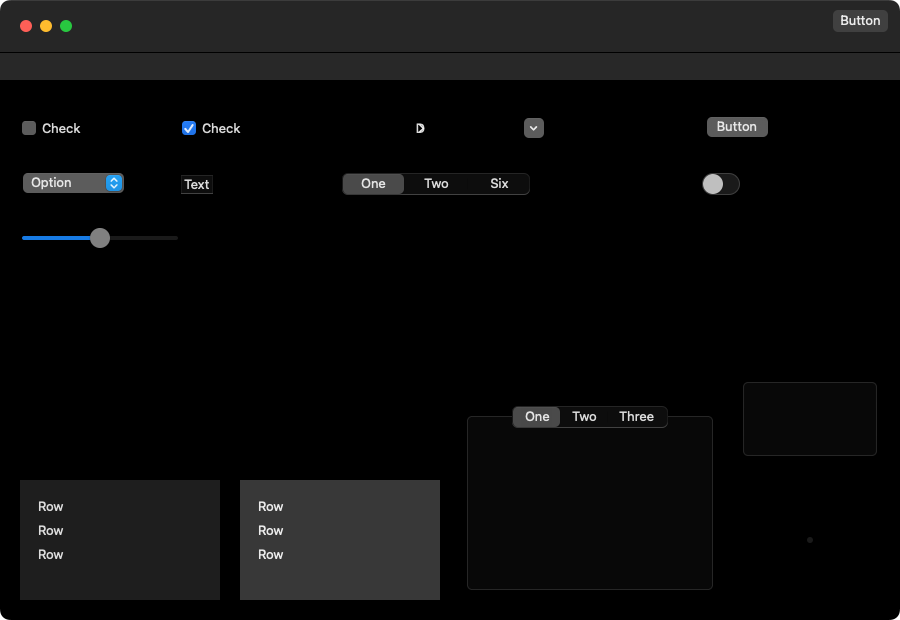 Button
Check
Check
D
Button
Option
Text
One Two Six
One Two Three
Row
Row
Row
Row
Row
Row